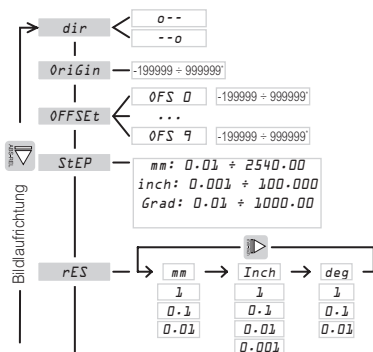 o--
dir
--o
OriGin
-199999 ÷ 999999*
OFS 0
-199999 ÷ 999999*
OFFSEt
...
OFS 9
-199999 ÷ 999999*
StEP
mm: 0.01 ÷ 2540.00
inch: 0.001 ÷ 100.000
Grad: 0.01 ÷ 1000.00
Bildlaufrichtung
rES
mm
Inch
deg
1
1
1
0.1
0.1
0.1
0.01
0.01
0.01
0.001